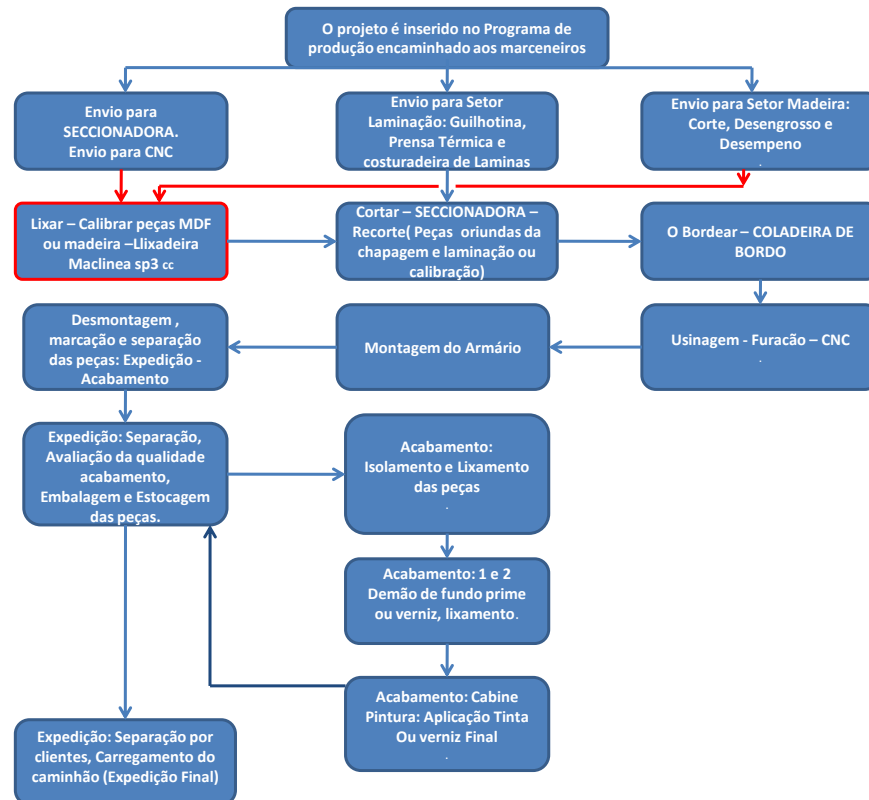 O projeto é inserido no Programa de
produção encaminhado aos marceneiros
Envio para
SECCIONADORA.
Envio para CNC
Envio para Setor
Laminação: Guilhotina,
Prensa Térmica e
costuradeira de Laminas
Envio para Setor Madeira:
Corte, Desengrosso e
Desempeno
.
Lixar – Calibrar peças MDF
ou madeira –Llixadeira
Maclinea sp3 cc
Cortar – SECCIONADORA –
Recorte( Peças oriundas da
chapagem e laminação ou
calibração)
O Bordear – COLADEIRA DE
BORDO
Desmontagem ,
marcação e separação
das peças: Expedição -
Acabamento
Montagem do Armário
Usinagem - Furacão – CNC
.
Expedição: Separação,
Avaliação da qualidade
acabamento,
Embalagem e Estocagem
das peças.
Acabamento:
Isolamento e Lixamento
das peças
.
Acabamento: 1 e 2
Demão de fundo prime
ou verniz, lixamento.
Acabamento: Cabine
Pintura: Aplicação Tinta
Ou verniz Final
.
Expedição: Separação por
clientes, Carregamento do
caminhão (Expedição Final)